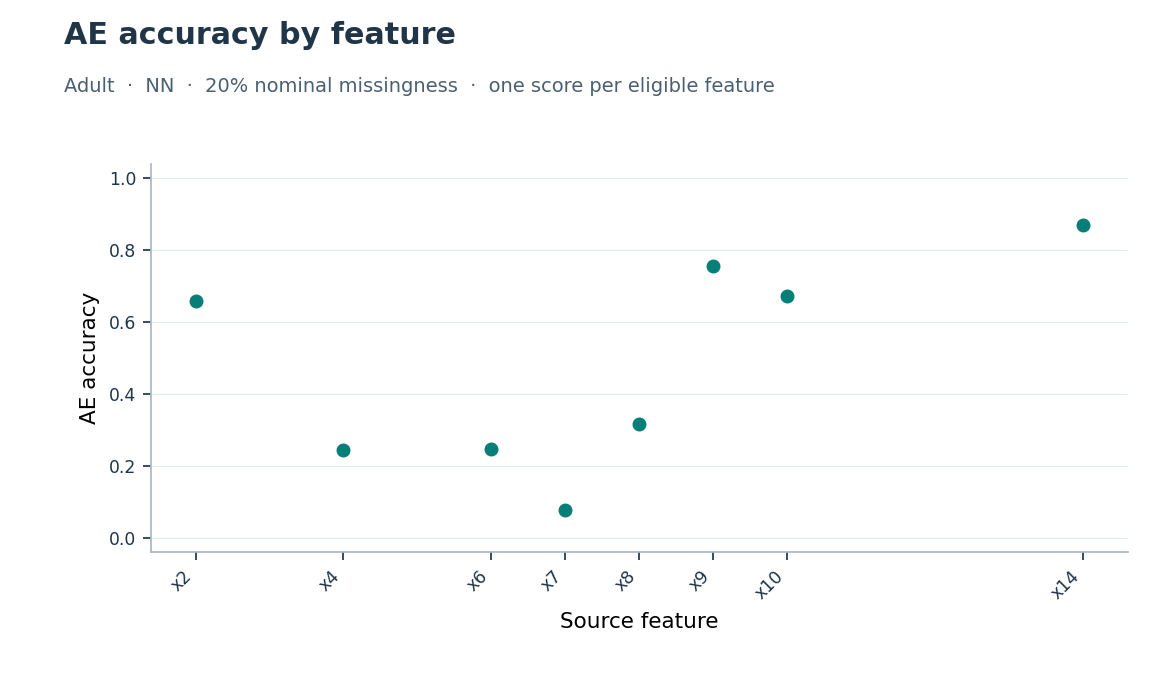 AE accuracy by feature
Adult · NN · 20% nominal missingness · one score per eligible feature
AE accuracy
1.0
0.8
0.6
0.4
0.2
0.0
x2
x4
x6
x7
x8
x9
x10
x14
Source feature